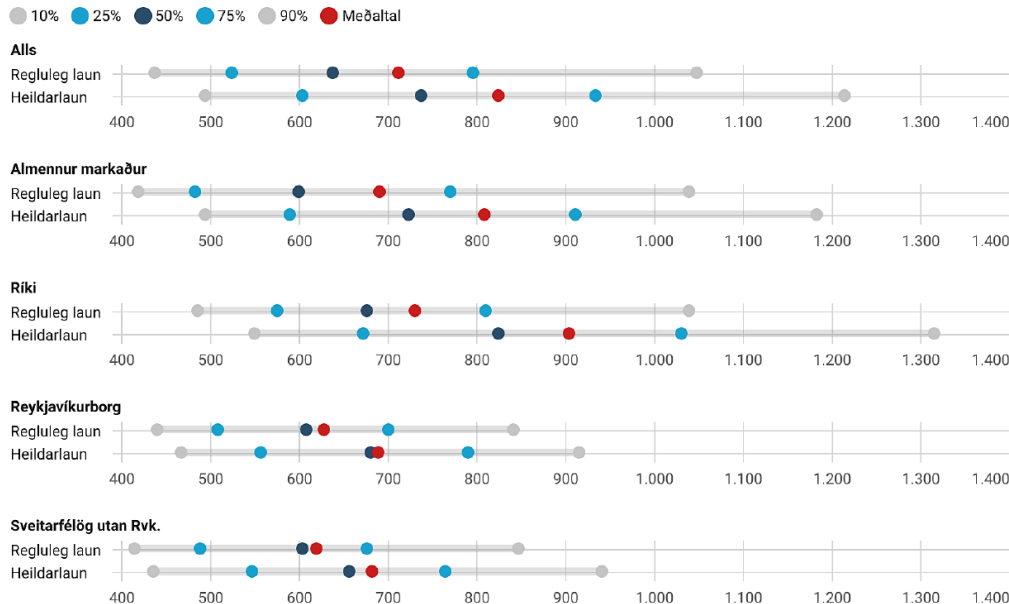 10% 25% 50% 75% 90% Meðaltal
Alls
Regluleg laun
Heildarlaun
400 500 600 700 800 900 1.000 1.100 1.200 1.300 1.400
Almennur markaður
Regluleg laun
Heildarlaun
400 500 600 700 800 900 1.000 1.100 1.200 1.300 1.400
Ríki
Regluleg laun
Heildarlaun
400 500 600 700 800 900 1.000 1.100 1.200 1.300 1.400
Reykjavíkurborg
Regluleg laun
Heildarlaun
400 500 600 700 800 900 1.000 1.100 1.200 1.300 1.400
Sveitarfélög utan Rvk.
Regluleg laun
Heildarlaun
400 500 600 700 800 900 1.000 1.100 1.200 1.300 1.400